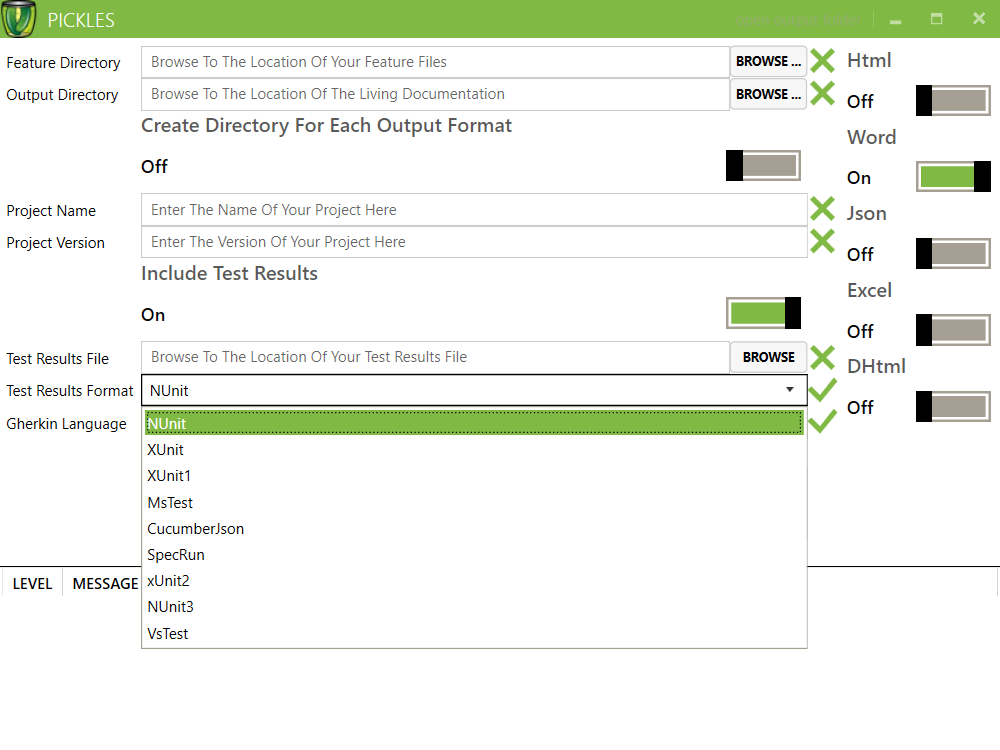 PICKLES
Feature Directory
Browse To The Location Of Your Feature Files
BROWSE ...
Html
Output Directory
Browse To The Location Of The Living Documentation
BROWSE ...
Off
Create Directory For Each Output Format
Word
Off
On
Project Name
Enter The Name Of Your Project Here
Json
Project Version
Enter The Version Of Your Project Here
Off
Include Test Results
Excel
On
Off
Test Results File
Browse To The Location Of Your Test Results File
BROWSE
DHtml
Test Results Format
NUnit
Off
Gherkin Language
NUnit
XUnit
XUnit1
MsTest
CucumberJson
SpecRun
xUnit2
NUnit3
VsTest
LEVEL
MESSAGE